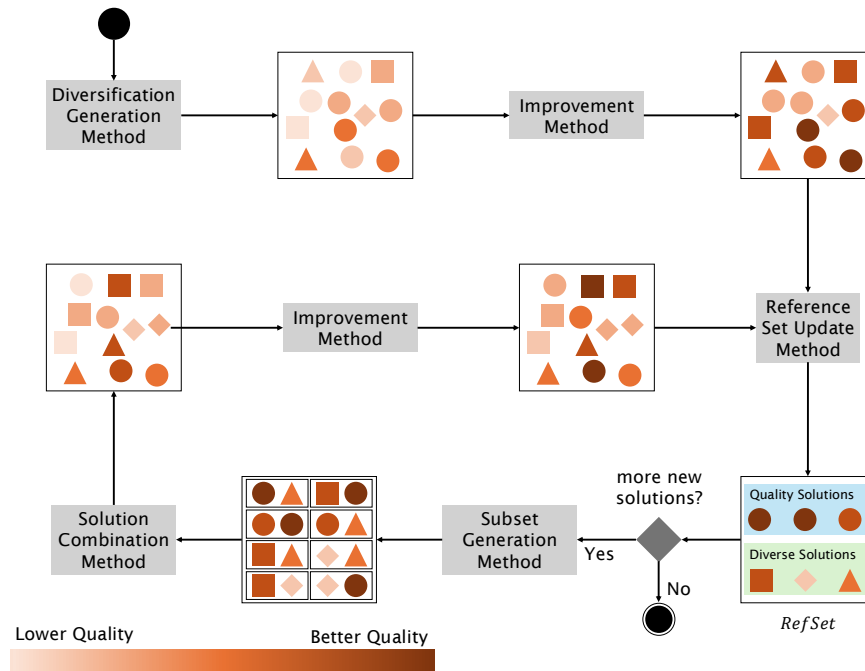 Diversification
Generation
Method
Improvement
Method
Improvement
Method
Reference
Set Update
Method
more new
solutions?
Quality Solutions
Solution
Combination
Method
Subset
Generation
Method
Yes
Diverse Solutions
No
RefSet
Lower Quality
Better Quality